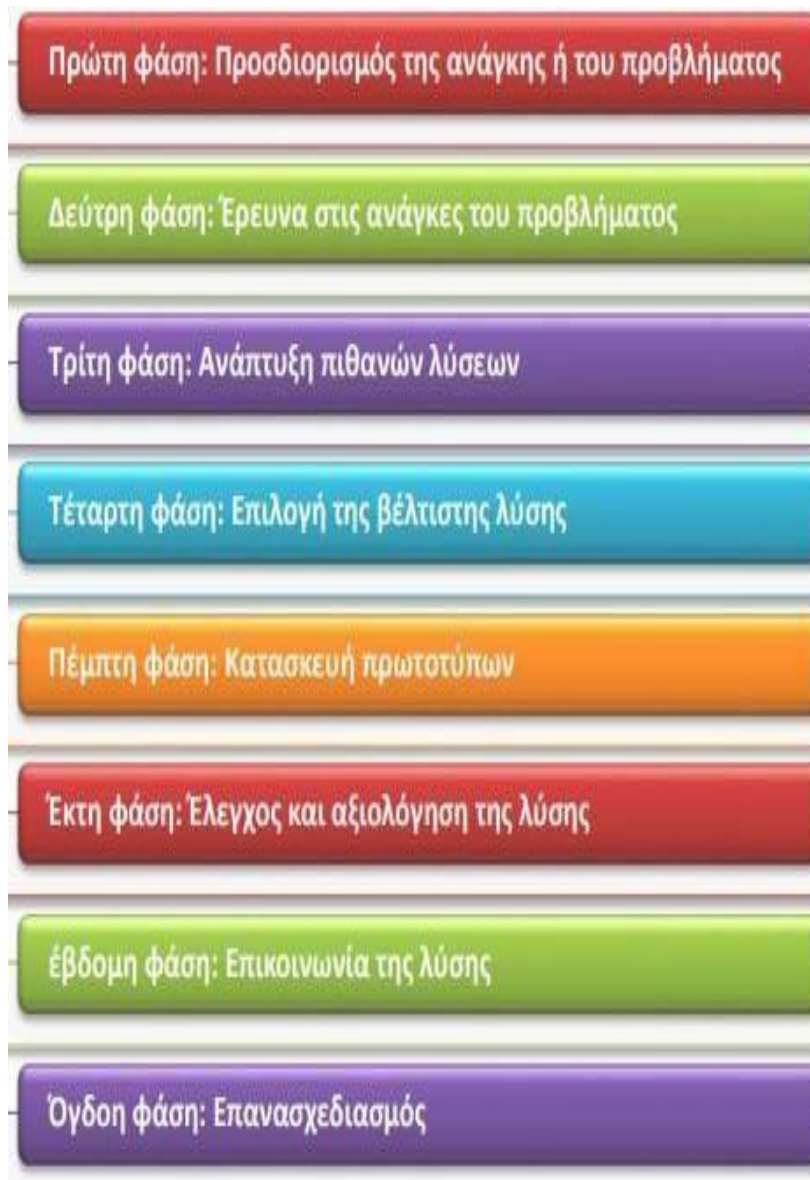 Πρώτη φάση: Προσδιορισμός της ανάγκης ή του προβλήματος
Δεύτρη φάση: Έρευνα στις ανάγκες του προβλήματος
Τρίτη φάση: Ανάπτυξη πιθανών λύσεων
Τέταρτη φάση: Επιλογή της βέλτιστης λύσης
Πέμπτη φάση: Κατασκευή πρωτοτύπων
Έκτη φάση: Έλεγχος και αξιολόγηση της λύσης
έβδομη φάση: Επικοινωνία της λύσης
Όγδοη φάση: Επανασχεδιασμός